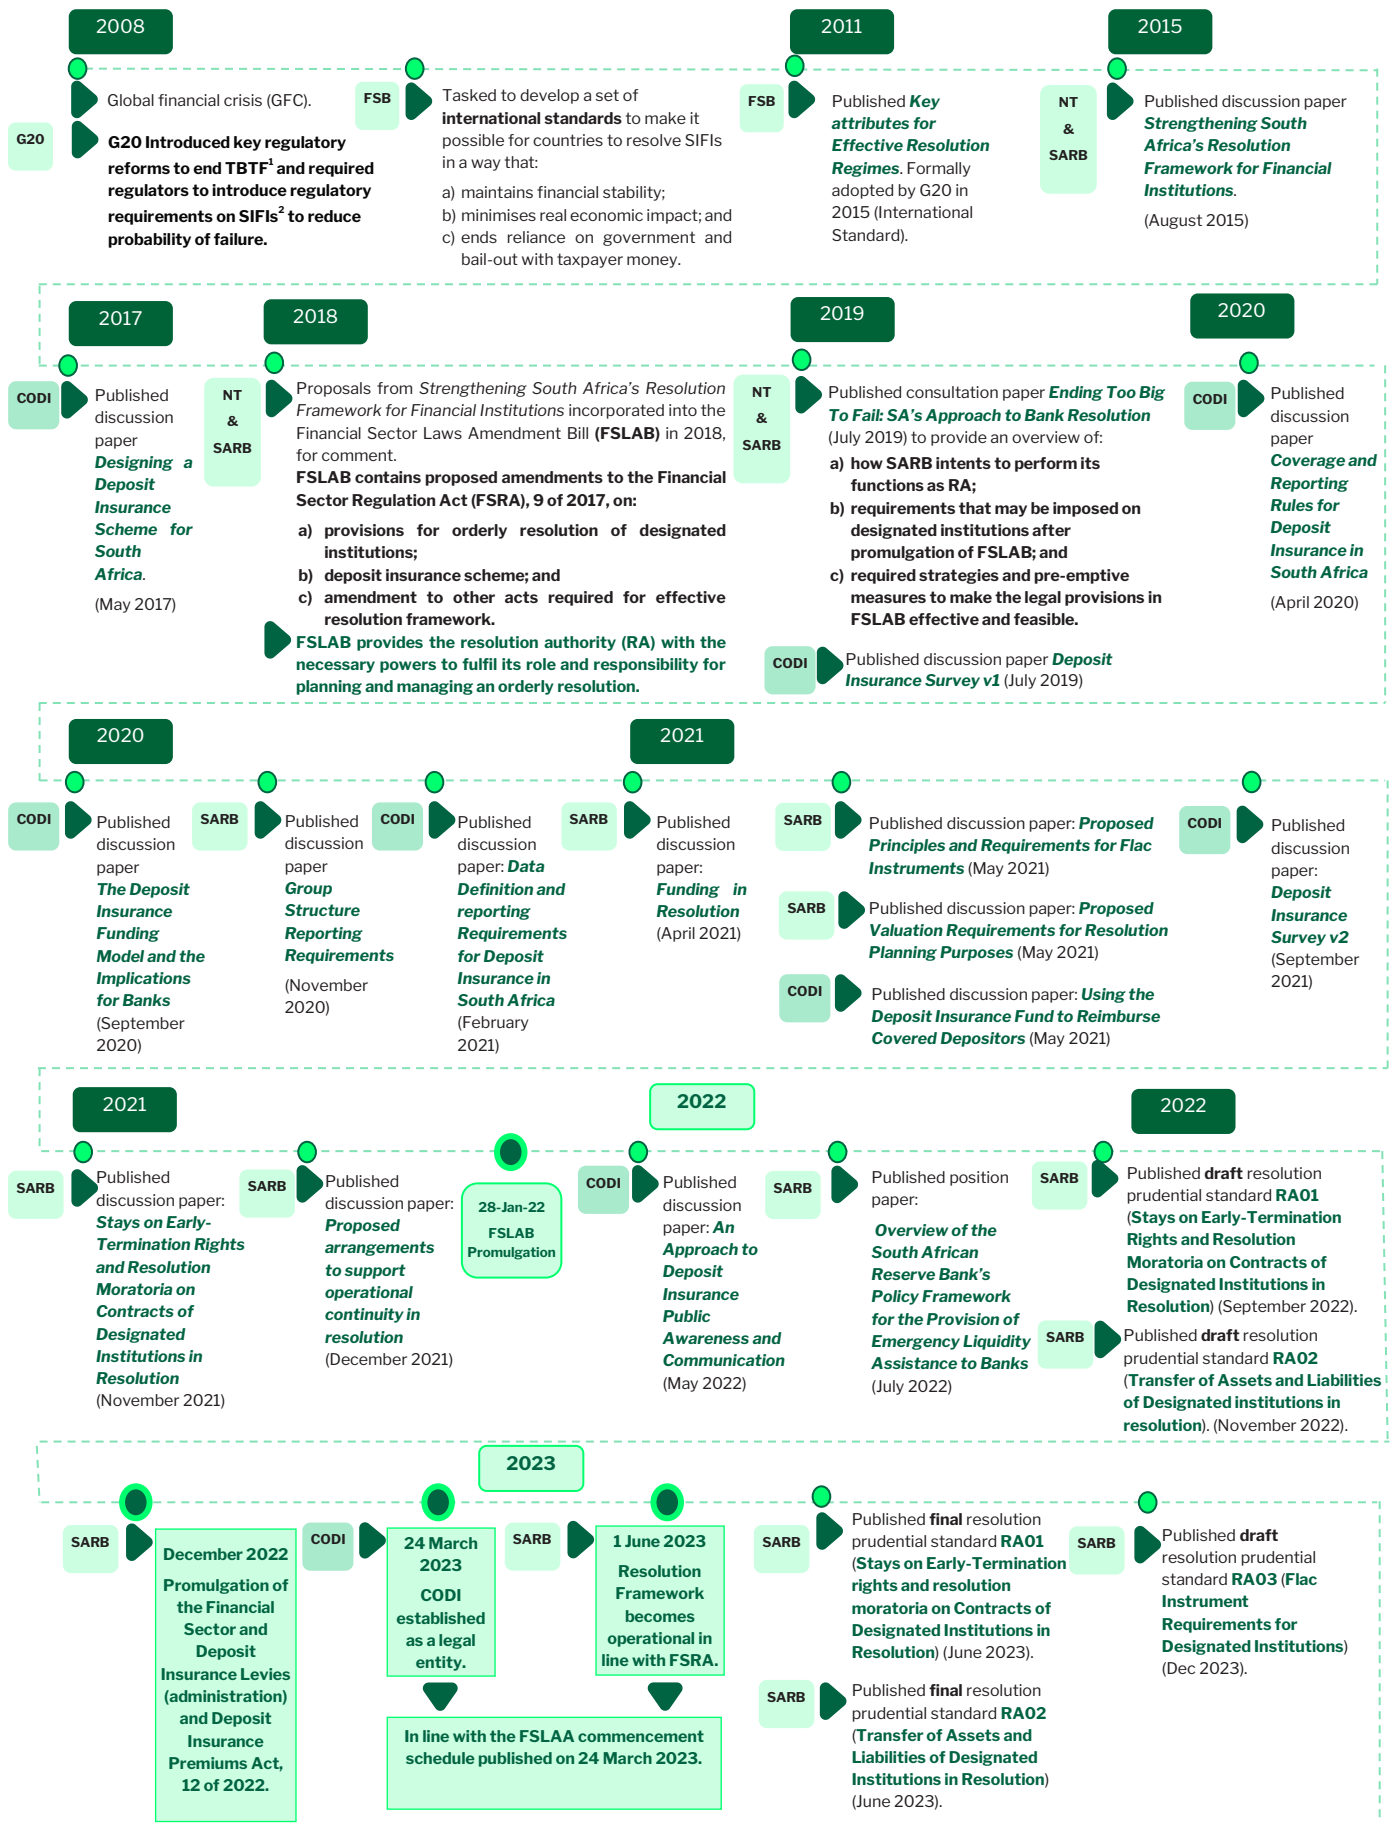 2008
Global financial crisis (GFC).
G20
G20 Introduced key regulatory
reforms to end TBTF¹ and required
regulators to introduce regulatory
requirements on SIFIs² to reduce
probability of failure.
FSB
Tasked to develop a set of
international standards to make it
possible for countries to resolve SIFIs
in a way that:
a) maintains financial stability;
b) minimises real economic impact; and
c) ends reliance on government and
bail-out with taxpayer money.
2011
FSB
Published Key
attributes for
Effective Resolution
Regimes. Formally
adopted by G20 in
2015 (International
Standard).
2015
NT
&
SARB
Published discussion paper
Strengthening South
Africa's Resolution
Framework for Financial
Institutions.
(August 2015)
2017
CODI
Published
discussion
paper
Designing a
Deposit
Insurance
Scheme for
South
Africa.
(May 2017)
2018
NT
&
SARB
Proposals from Strengthening South Africa's Resolution
Framework for Financial Institutions incorporated into the
Financial Sector Laws Amendment Bill (FSLAB) in 2018,
for comment.
FSLAB contains proposed amendments to the Financial
Sector Regulation Act (FSRA), 9 of 2017, on:
a) provisions for orderly resolution of designated
institutions;
b) deposit insurance scheme; and
c) amendment to other acts required for effective
resolution framework.
FSLAB provides the resolution authority (RA) with the
necessary powers to fulfil its role and responsibility for
planning and managing an orderly resolution.
2019
NT
&
SARB
Published consultation paper Ending Too Big
To Fail: SA's Approach to Bank Resolution
(July 2019) to provide an overview of:
a) how SARB intents to perform its
functions as RA;
b) requirements that may be imposed on
designated institutions after
promulgation of FSLAB; and
c) required strategies and pre-emptive
measures to make the legal provisions in
FSLAB effective and feasible.
CODI
Published discussion paper Deposit
Insurance Survey v1 (July 2019)
2020
CODI
Published
discussion
paper
Coverage and
Reporting
Rules for
Deposit
Insurance in
South Africa
(April 2020)
2020
CODI
Published
discussion
paper
The Deposit
Insurance
Funding
Model and the
Implications
for Banks
(September
2020)
SARB
Published
discussion
paper
Group
Structure
Reporting
Requirements
(November
2020)
CODI
Published
discussion
paper: Data
Definition and
reporting
Requirements
for Deposit
Insurance in
South Africa
(February
2021)
2021
SARB
Published
discussion
paper:
Funding in
Resolution
(April 2021)
SARB
Published discussion paper: Proposed
Principles and Requirements for Flac
Instruments (May 2021)
SARB
Published discussion paper: Proposed
Valuation Requirements for Resolution
Planning Purposes (May 2021)
CODI
Published discussion paper: Using the
Deposit Insurance Fund to Reimburse
Covered Depositors (May 2021)
CODI
Published
discussion
paper:
Deposit
Insurance
Survey v2
(September
2021)
2021
SARB
Published
discussion paper:
Stays on Early-
Termination Rights
and Resolution
Moratoria on
Contracts of
Designated
Institutions in
Resolution
(November 2021)
SARB
Published
discussion paper:
Proposed
arrangements
to support
operational
continuity in
resolution
(December 2021)
28-Jan-22
FSLAB
Promulgation
2022
CODI
Published
discussion
paper: An
Approach to
Deposit
Insurance
Public
Awareness and
Communication
(May 2022)
SARB
Published position
paper:
Overview of the
South African
Reserve Bank's
Policy Framework
for the Provision of
Emergency Liquidity
Assistance to Banks
(July 2022)
2022
SARB
Published draft resolution
prudential standard RA01
(Stays on Early-Termination
Rights and Resolution
Moratoria on Contracts of
Designated Institutions in
Resolution) (September 2022).
SARB
Published draft resolution
prudential standard RA02
(Transfer of Assets and Liabilities
of Designated institutions in
resolution). (November 2022).
2023
SARB
December 2022
Promulgation of
the Financial
Sector and
Deposit
Insurance Levies
(administration)
and Deposit
Insurance
Premiums Act,
12 of 2022.
CODI
24 March
2023
CODI
established
as a legal
entity.
SARB
1 June 2023
Resolution
Framework
becomes
operational in
line with FSRA.
In line with the FSLAA commencement
schedule published on 24 March 2023.
SARB
Published final resolution
prudential standard RA01
(Stays on Early-Termination
rights and resolution
moratoria on Contracts of
Designated Institutions in
Resolution) (June 2023).
SARB
Published final resolution
prudential standard RA02
(Transfer of Assets and
Liabilities of Designated
Institutions in Resolution)
(June 2023).
SARB
Published draft
resolution prudential
standard RA03 (Flac
Instrument
Requirements for
Designated Institutions)
(Dec 2023).